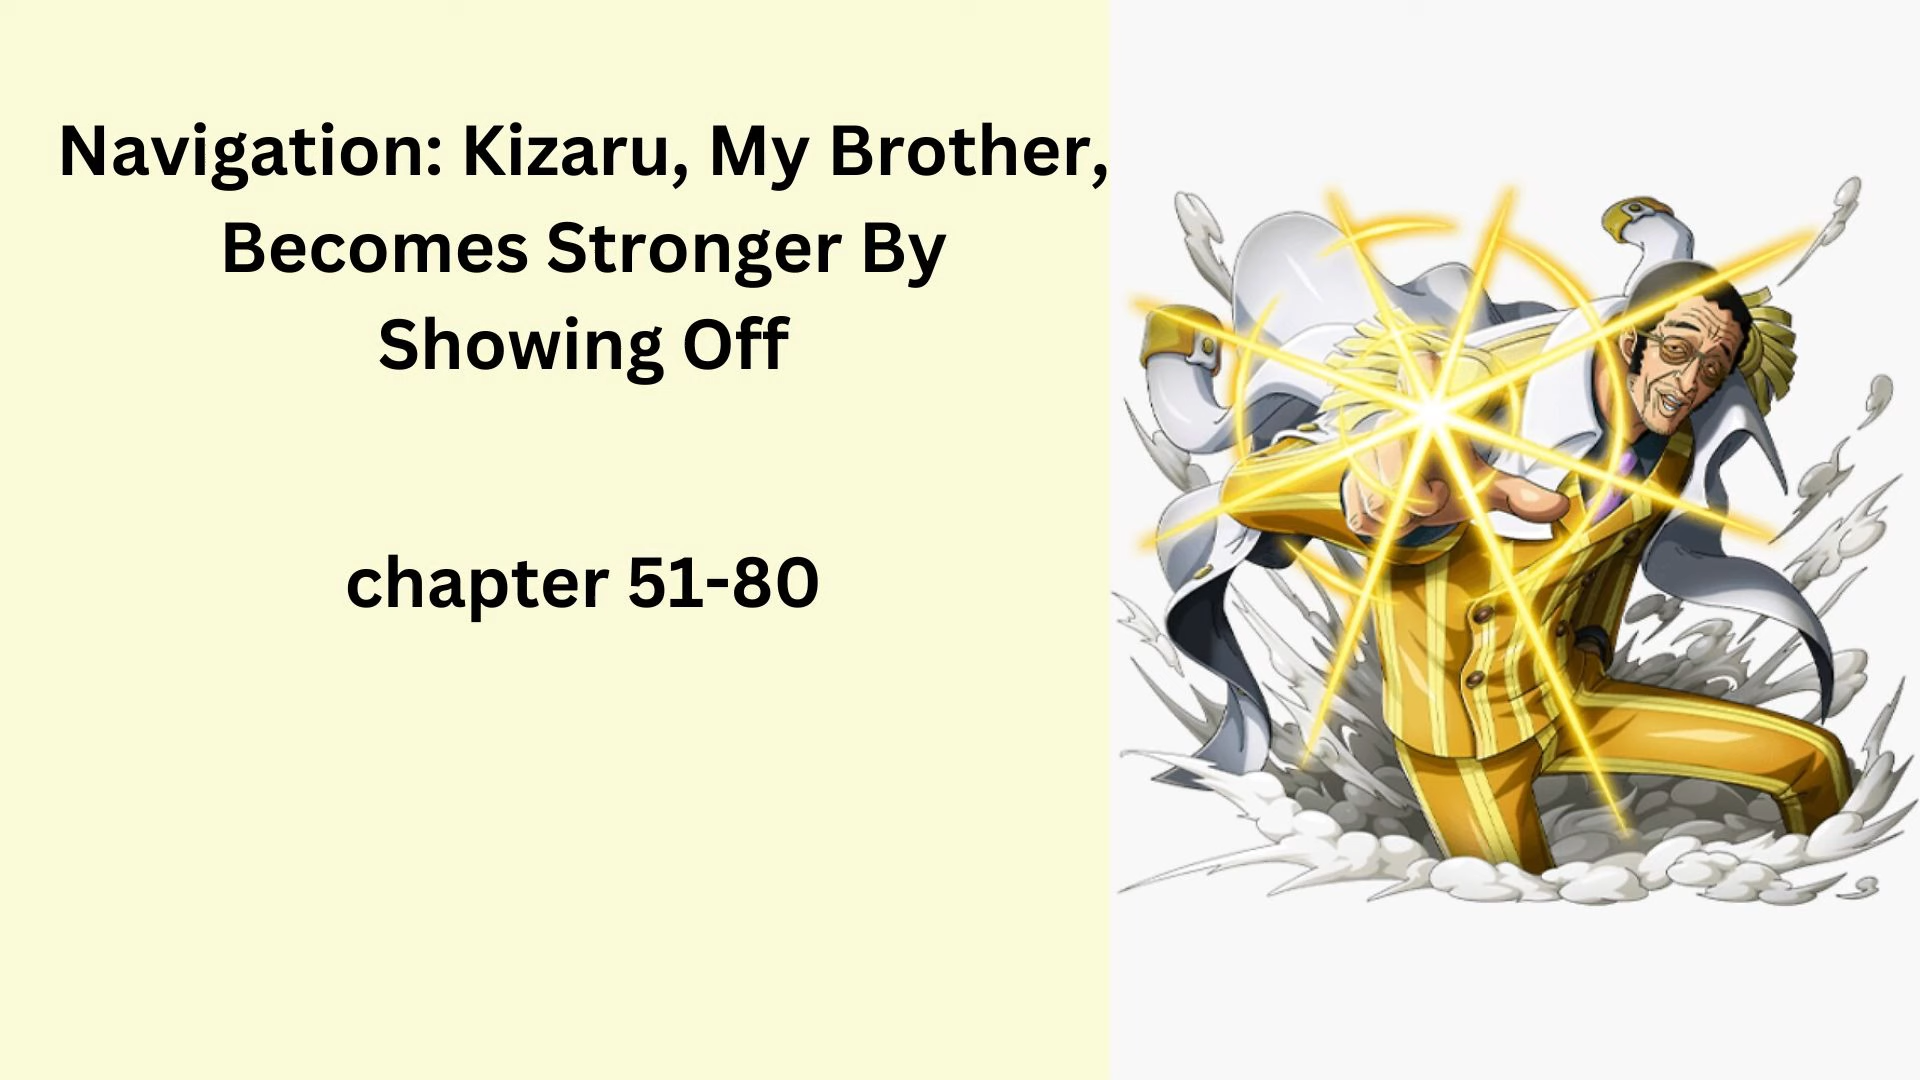 Navigation: Kizaru, My Brother,
Becomes Stronger By
Showing Off
chapter 51-80